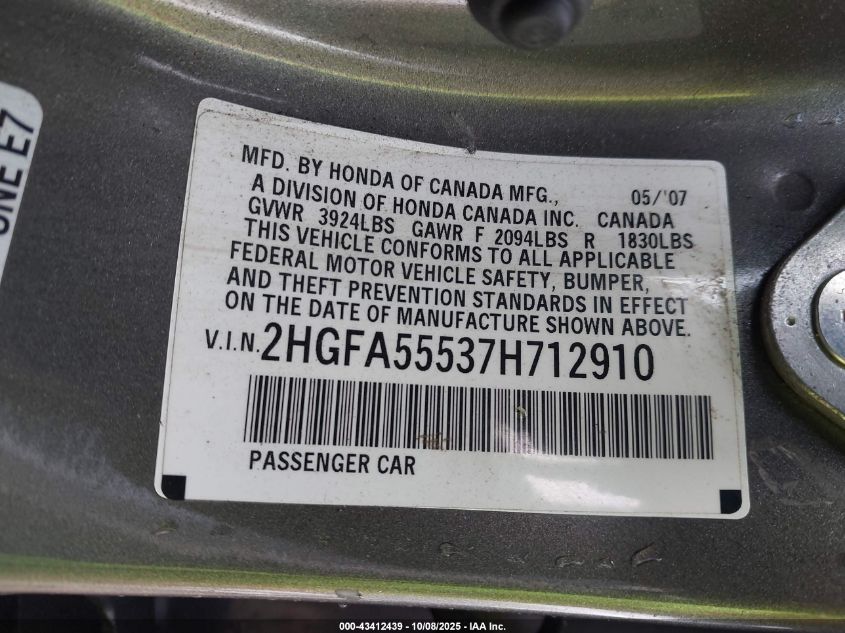 ONE E7
MFD. BY HONDA OF CANADA MFG., 05/'07
A DIVISION OF HONDA CANADA INC. CANADA
GVWR 3924LBS GAWR F 2094LBS R 1830LBS
THIS VEHICLE CONFORMS TO ALL APPLICABLE
FEDERAL MOTOR VEHICLE SAFETY, BUMPER,
AND THEFT PREVENTION STANDARDS IN EFFECT
ON THE DATE OF MANUFACTURE SHOWN ABOVE.
V.I.N. 2HGFA55537H712910
PASSENGER CAR
000-43412439 - 10/08/2025 - IAA Inc.